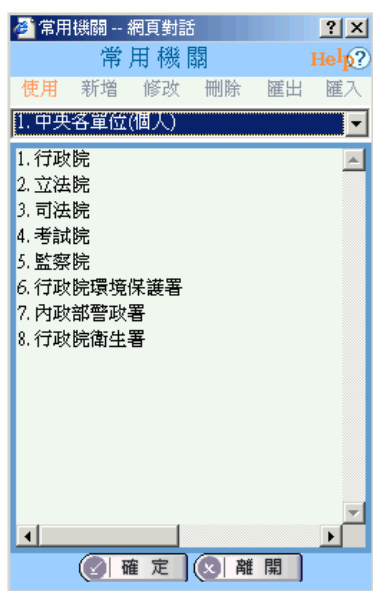 常用機關 -- 網頁對話
常用機關 Help?
使用 新增 修改 刪除 匯出 匯入
1. 中央各單位(個人)
1. 行政院
2. 立法院
3. 司法院
4. 考試院
5. 監察院
6. 行政院環境保護署
7. 內政部警政署
8. 行政院衛生署
確定 離開